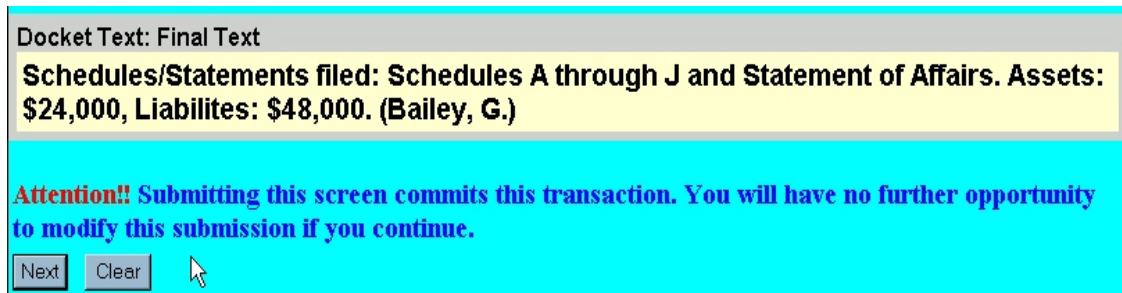 Docket Text: Final Text
Schedules/Statements filed: Schedules A through J and Statement of Affairs. Assets:
$24,000, Liabilites: $48,000. (Bailey, G.)
Attention!! Submitting this screen commits this transaction. You will have no further opportunity
to modify this submission if you continue.
Next Clear